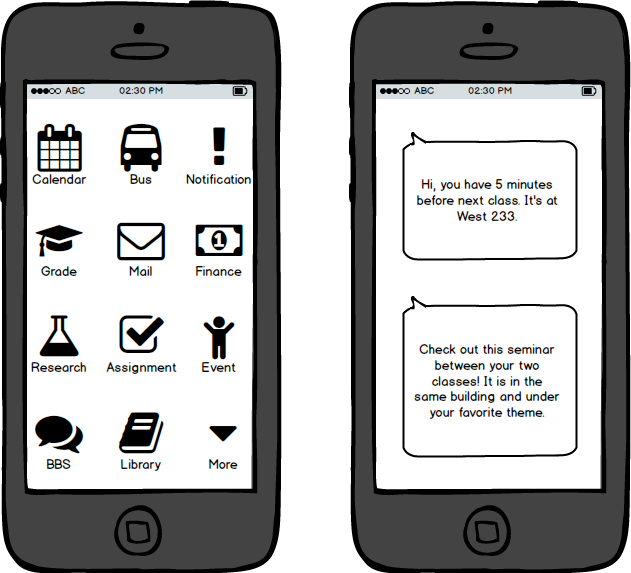 ABC 02:30 PM
Calendar Bus Notification
Grade Mail Finance
1
Research Assignment Event
BBS Library More
ABC 02:30 PM
Hi, you have 5 minutes
before next class. It's at
West 233.
Check out this seminar
between your two
classes! It is in the
same building and under
your favorite theme.